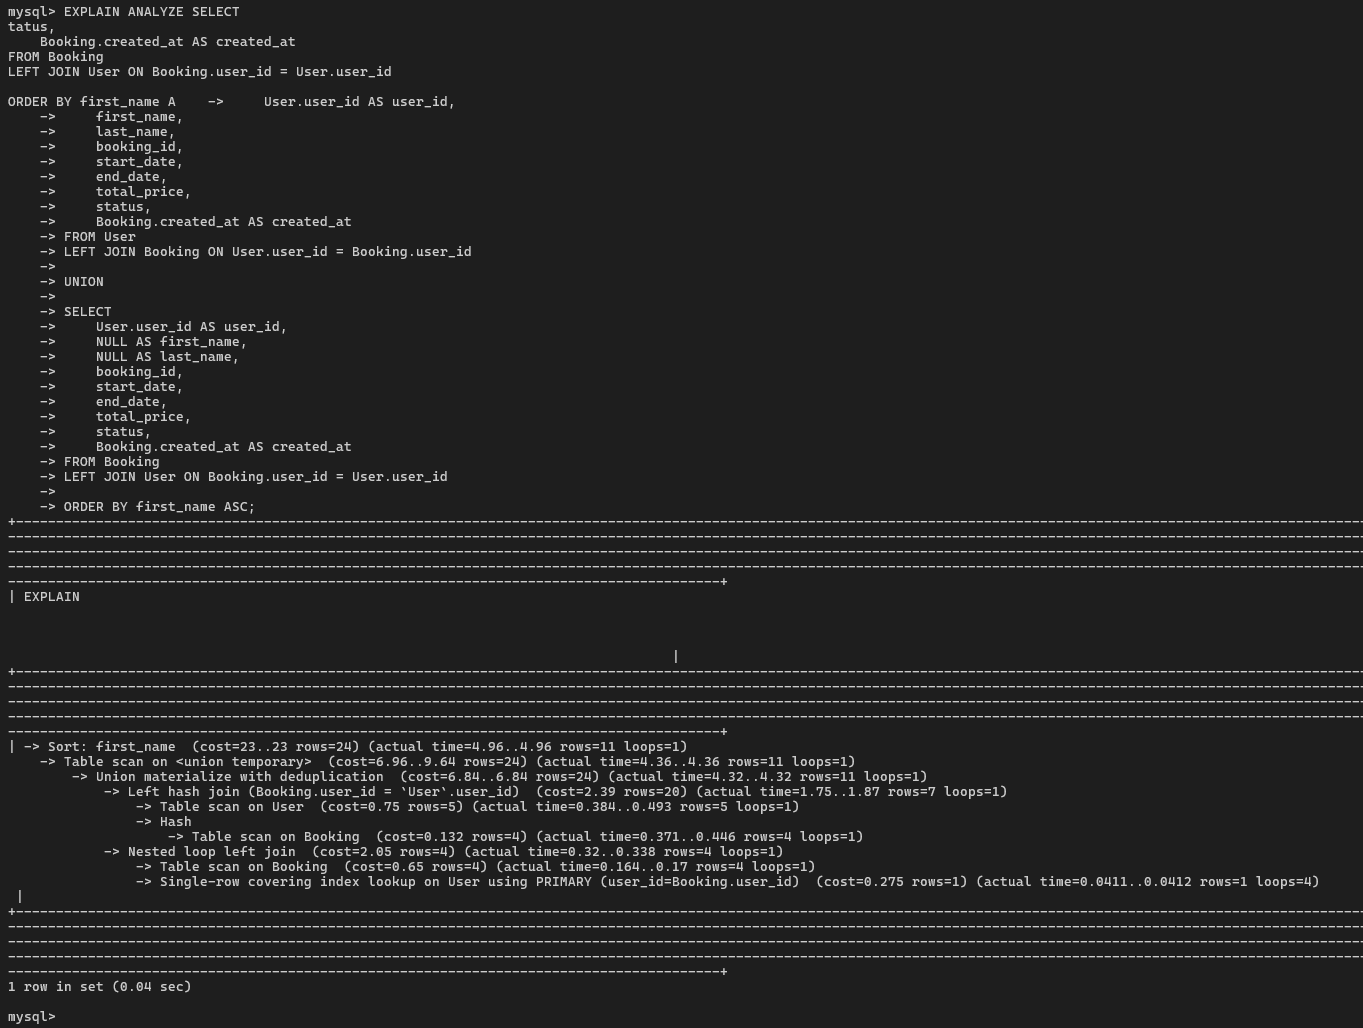 mysql> EXPLAIN ANALYZE SELECT
tatus,
    Booking.created_at AS created_at
FROM Booking
LEFT JOIN User ON Booking.user_id = User.user_id

ORDER BY first_name A    ->     User.user_id AS user_id,
    ->     first_name,
    ->     last_name,
    ->     booking_id,
    ->     start_date,
    ->     end_date,
    ->     total_price,
    ->     status,
    ->     Booking.created_at AS created_at
    -> FROM User
    -> LEFT JOIN Booking ON User.user_id = Booking.user_id
    ->
    -> UNION
    ->
    -> SELECT
    ->     User.user_id AS user_id,
    ->     NULL AS first_name,
    ->     NULL AS last_name,
    ->     booking_id,
    ->     start_date,
    ->     end_date,
    ->     total_price,
    ->     status,
    ->     Booking.created_at AS created_at
    -> FROM Booking
    -> LEFT JOIN User ON Booking.user_id = User.user_id
    ->
    -> ORDER BY first_name ASC;
| EXPLAIN
|
| -> Sort: first_name  (cost=23..23 rows=24) (actual time=4.96..4.96 rows=11 loops=1)
    -> Table scan on <union temporary>  (cost=6.96..9.64 rows=24) (actual time=4.36..4.36 rows=11 loops=1)
        -> Union materialize with deduplication  (cost=6.84..6.84 rows=24) (actual time=4.32..4.32 rows=11 loops=1)
            -> Left hash join (Booking.user_id = `User`.user_id)  (cost=2.39 rows=20) (actual time=1.75..1.87 rows=7 loops=1)
                -> Table scan on User  (cost=0.75 rows=5) (actual time=0.384..0.493 rows=5 loops=1)
                -> Hash
                    -> Table scan on Booking  (cost=0.132 rows=4) (actual time=0.371..0.446 rows=4 loops=1)
            -> Nested loop left join  (cost=2.05 rows=4) (actual time=0.32..0.338 rows=4 loops=1)
                -> Table scan on Booking  (cost=0.65 rows=4) (actual time=0.164..0.17 rows=4 loops=1)
                -> Single-row covering index lookup on User using PRIMARY (user_id=Booking.user_id)  (cost=0.275 rows=1) (actual time=0.0411..0.0412 rows=1 loops=4)
 |
1 row in set (0.04 sec)

mysql>